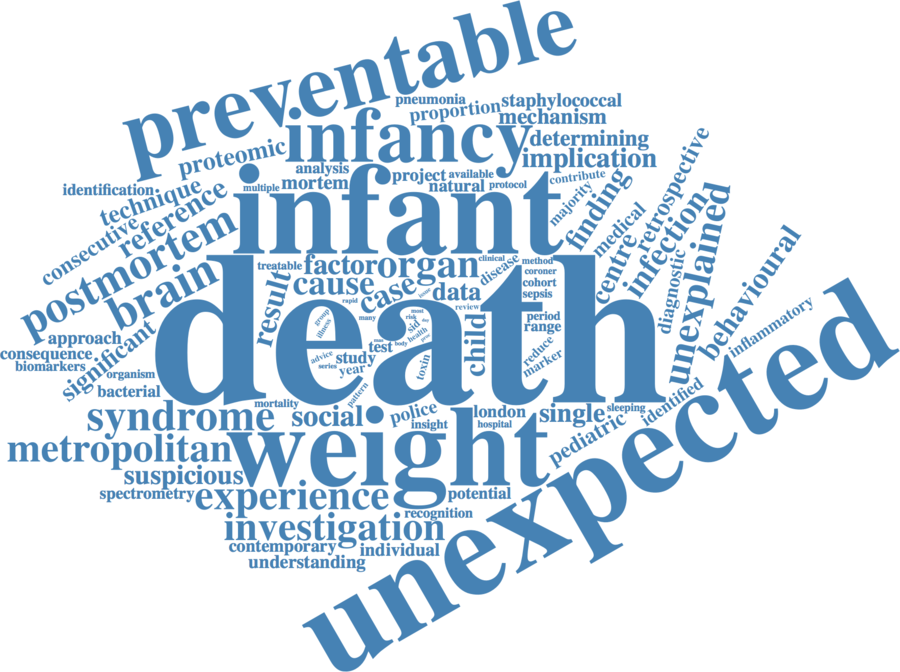 preventable
pneumonia
proportion
staphylococcal
mechanism
infancy
determining
implication
proteomic
analysis
project
available
contribute
identification
multiple
mortem
natural
protocol
technique
reference
consecutive
infant
majority
finding
medical
retrospective
postmortem
brain
treatable
factor
organ
clinical
disease
method
coroner
cohort
sepsis
centre
infection
diagnostic
unexplained
behavioural
inflammatory
result
cause
case
rapid
data
review
death
group
illness
many
most
risk
sid
health
body
test
child
period
range
reduce
marker
approach
consequence
biomarkers
significant
organism
bacterial
advice
series
study
year
toxin
pattern
mortality
syndrome
social
police
insight
london
hospital
single
sleeping
identified
pediatric
metropolitan
weight
suspicious
spectrometry
experience
potential
recognition
unexpected
investigation
contemporary
individual
understanding